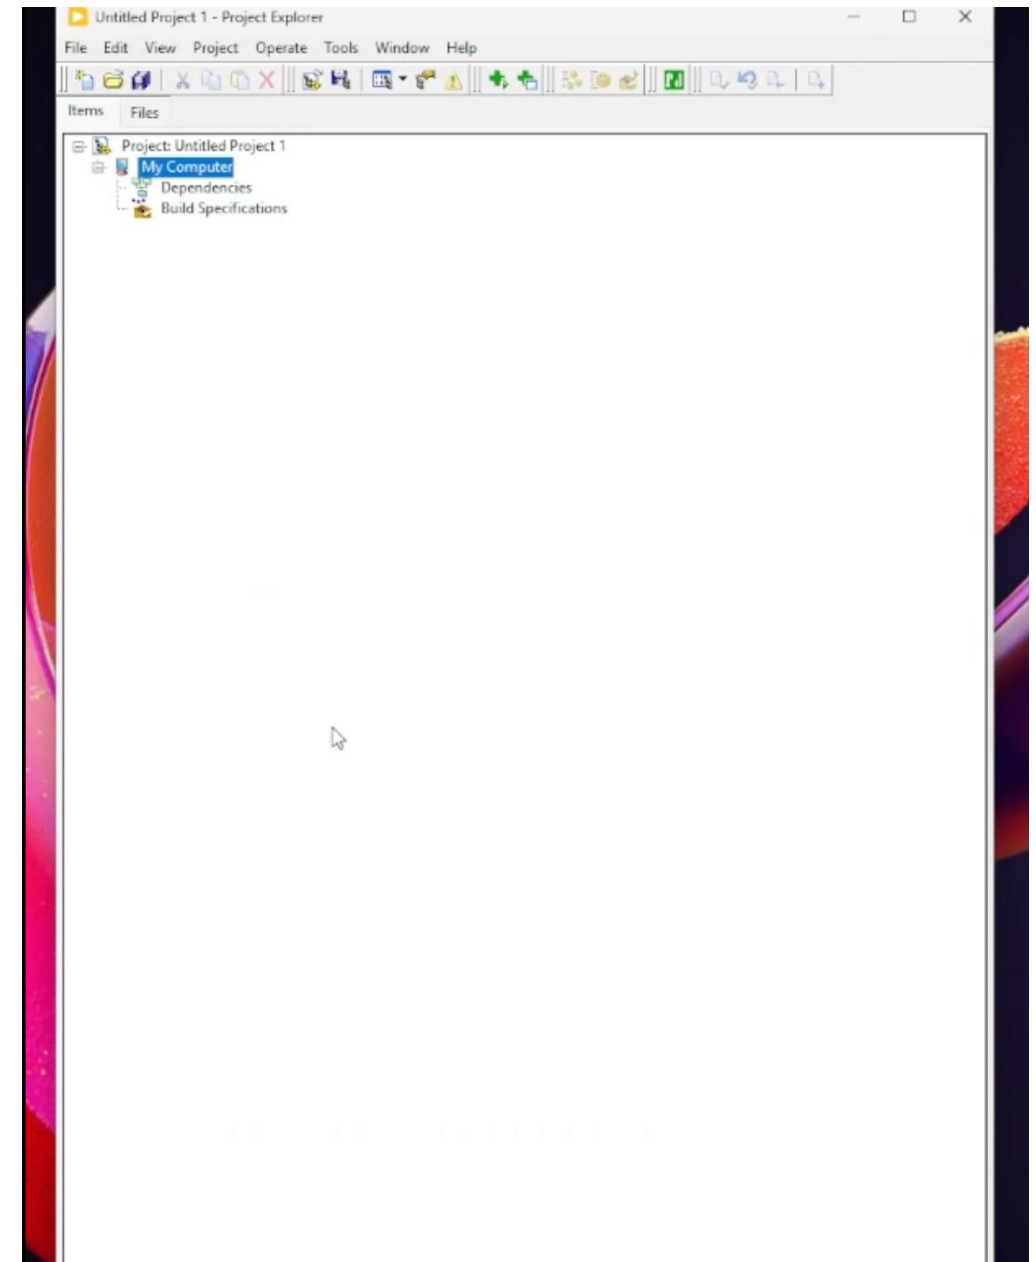 Untitled Project 1 - Project Explorer
File Edit View Project Operate Tools Window Help
Items Files
Project: Untitled Project 1
My Computer
Dependencies
Build Specifications